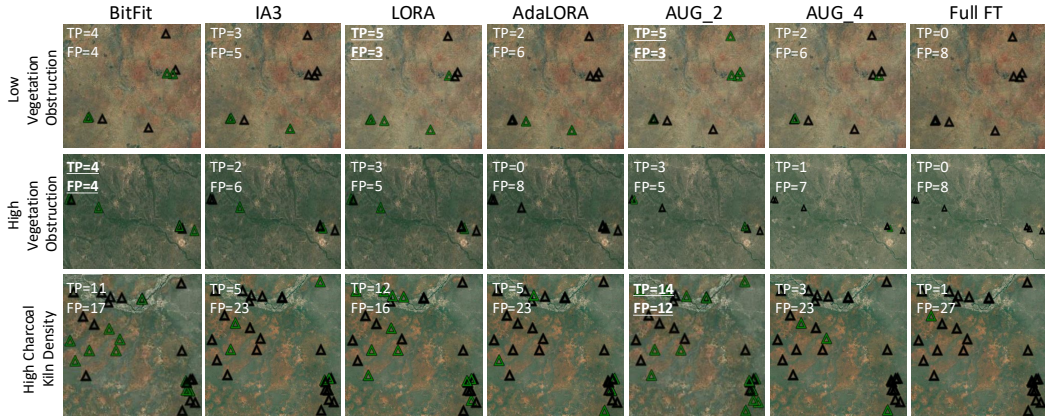 BitFit IA3 LORA AdaLORA AUG_2 AUG_4 Full FT
Low
Vegetation
Obstruction
TP=4 TP=3 TP=5 TP=2 TP=5 TP=2 TP=0
FP=4 FP=5 FP=3 FP=6 FP=3 FP=6 FP=8
High
Vegetation
Obstruction
TP=4 TP=2 TP=3 TP=0 TP=3 TP=1 TP=0
FP=4 FP=6 FP=5 FP=8 FP=5 FP=7 FP=8
High Charcoal
Kiln Density
TP=11 TP=5 TP=12 TP=5 TP=14 TP=3 TP=1
FP=17 FP=23 FP=16 FP=23 FP=12 FP=23 FP=27